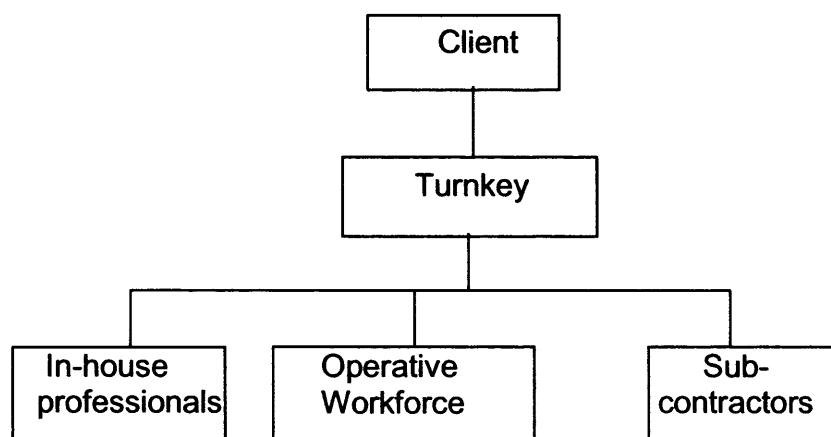 Client
Turnkey
In-house
professionals
Operative
Workforce
Sub-
contractors